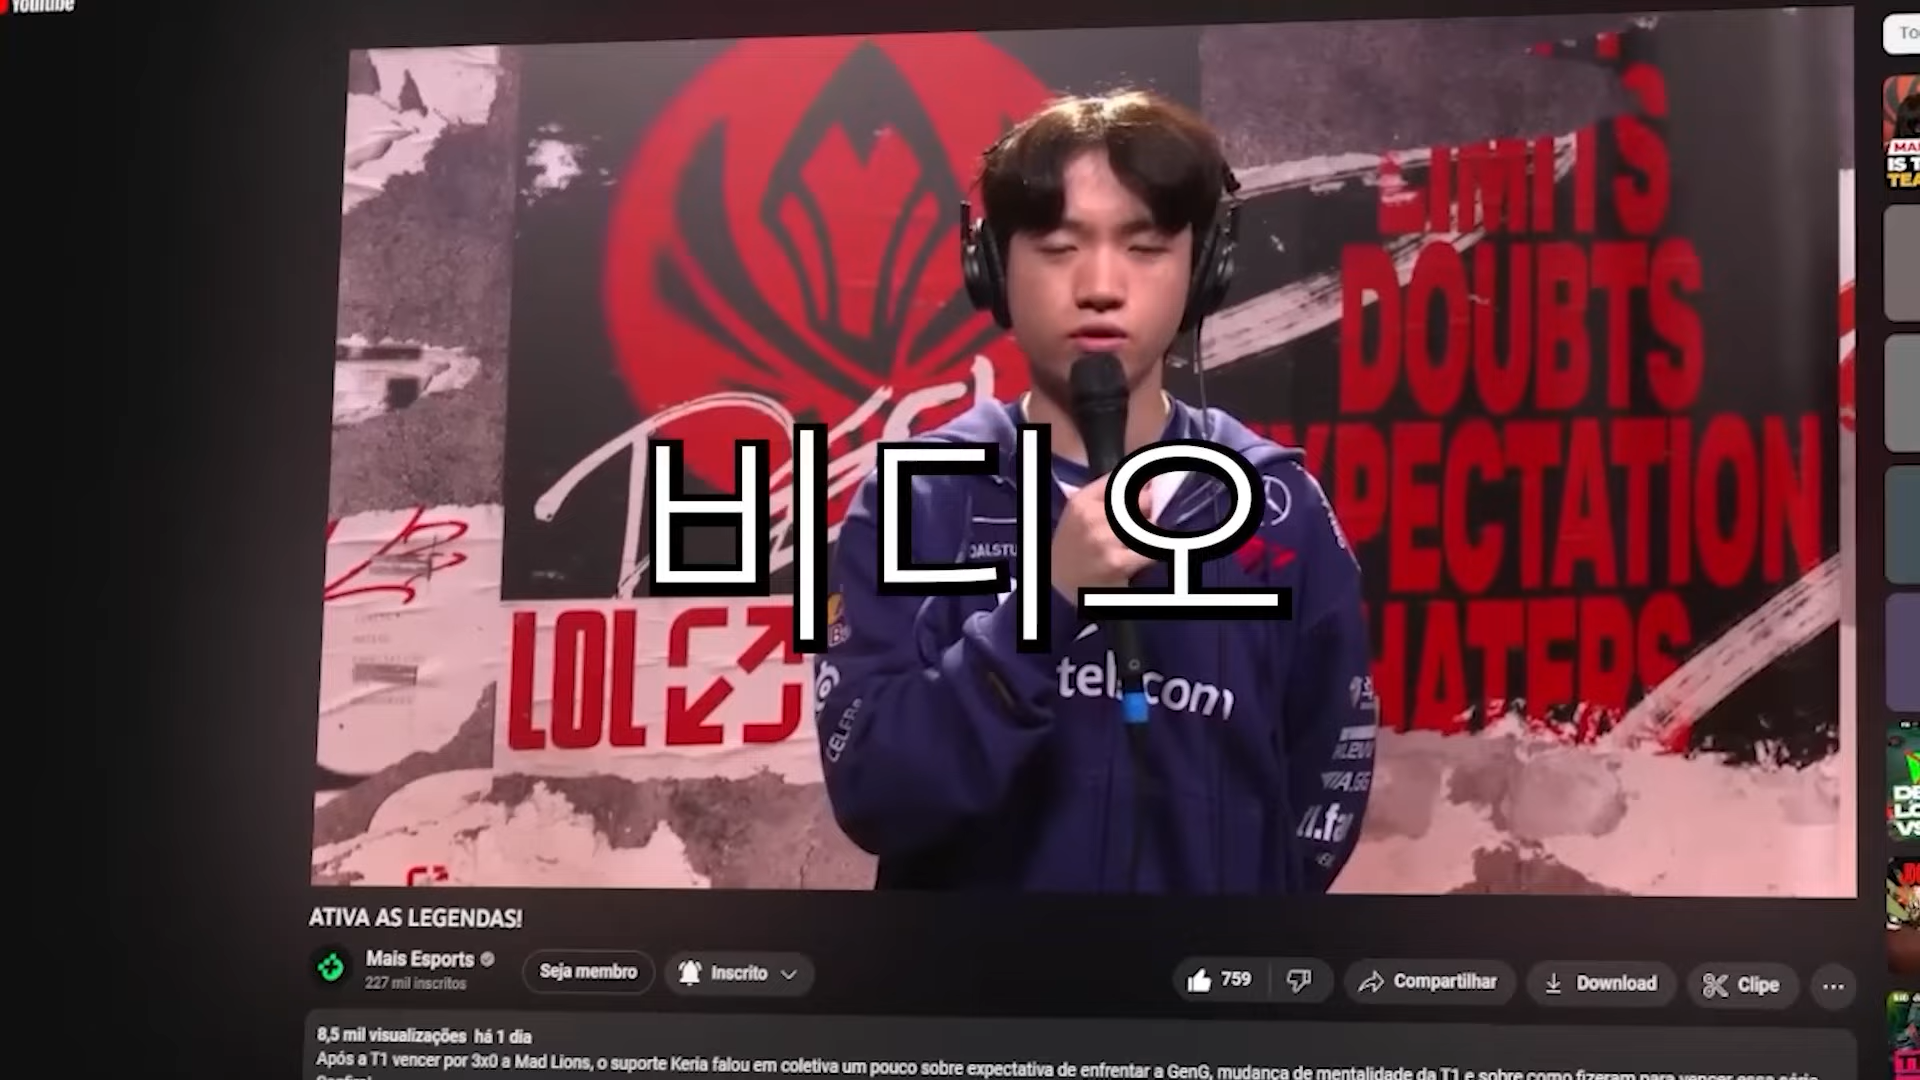 YouTube
LIMITS
DOUBTS
EXPECTATION
HATERS
비디오
LOL
ATIVA AS LEGENDAS!
Mais Esports
227 mil inscritos
Seja membro
Inscrito
759
Compartilhar
Download
Clipe
8,5 mil visualizações há 1 dia
Após a T1 vencer por 3x0 a Mad Lions, o suporte Keria falou em coletiva um pouco sobre expectativa de enfrentar a GenG, mudança de mentalidade da T1 e sobre como fizeram para vencer essa série